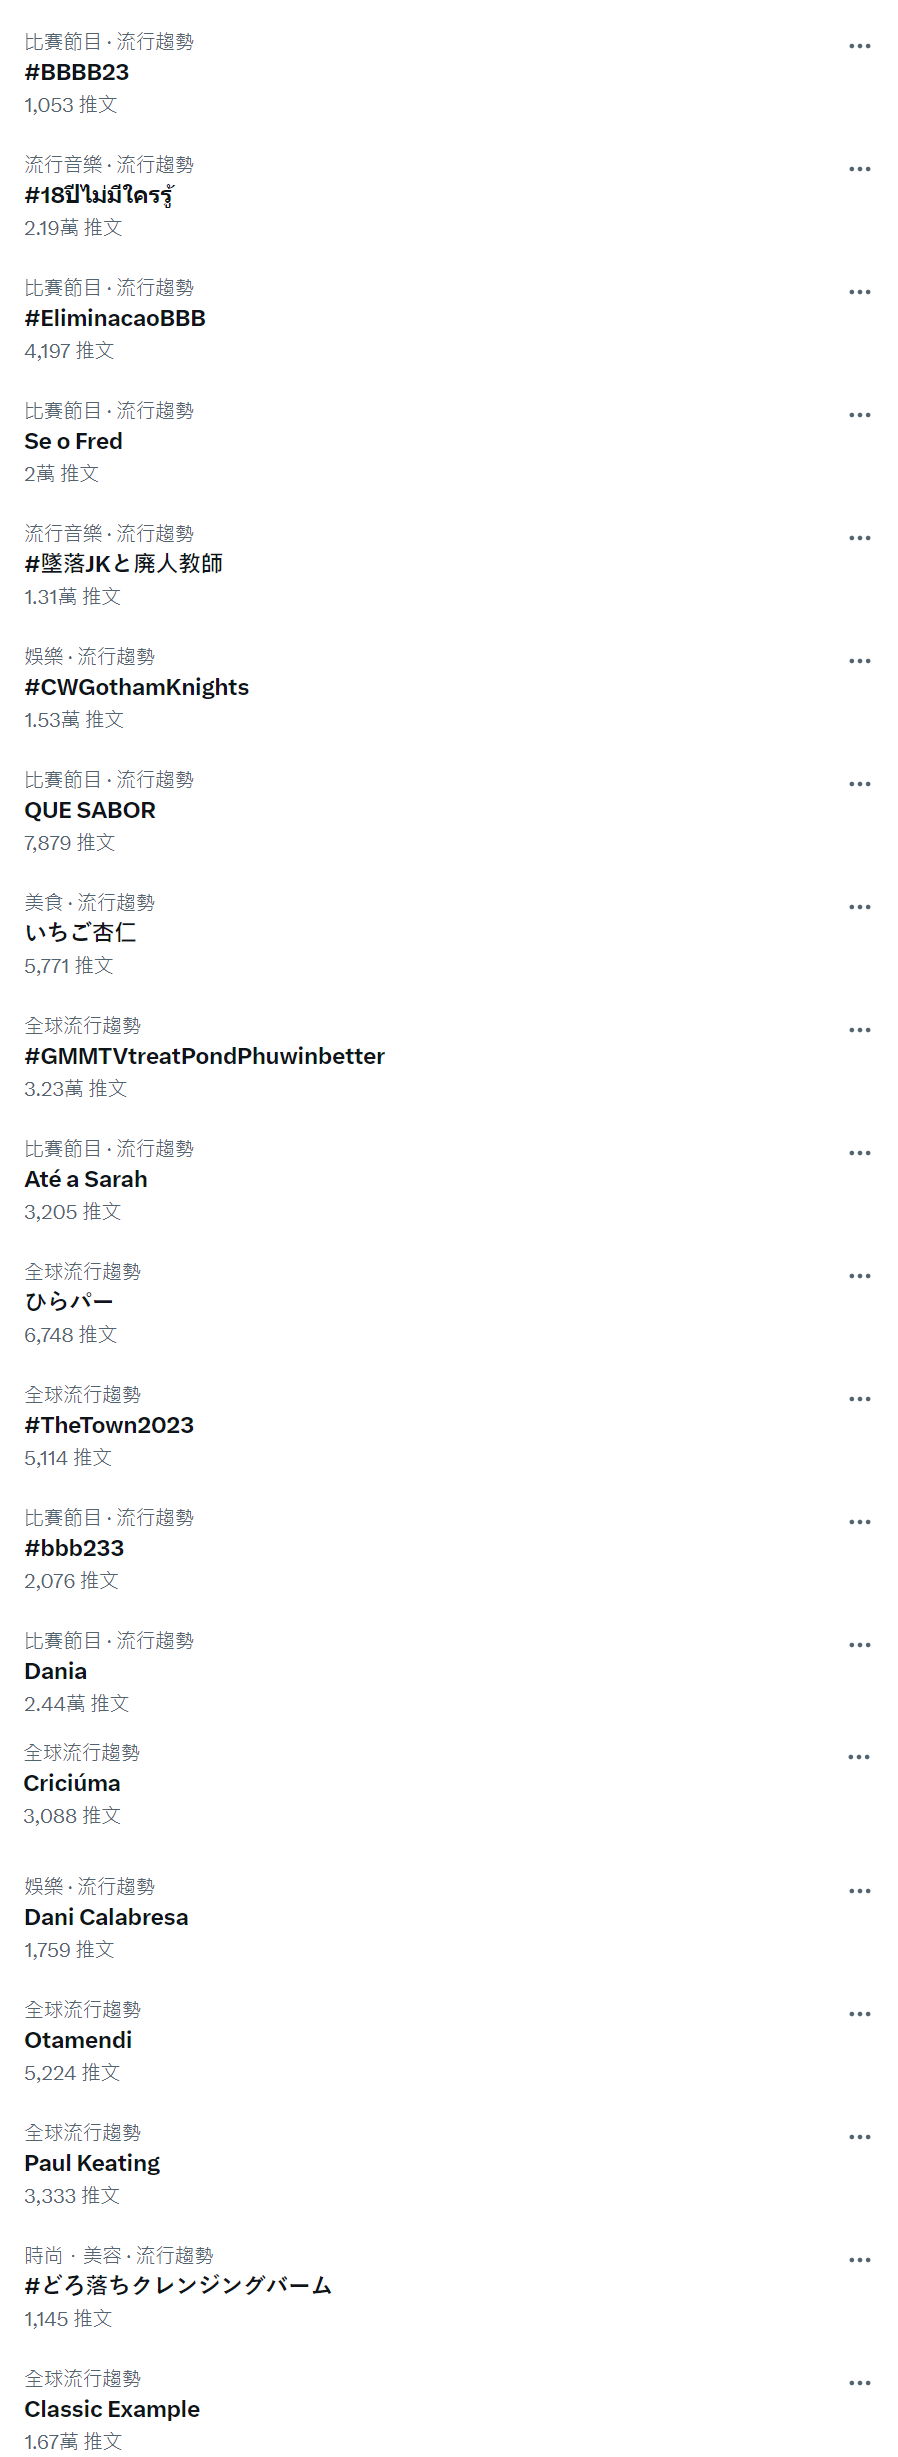 比賽節目 · 流行趨勢
#BBBB23
1,053 推文
流行音樂 · 流行趨勢
#18ปีไม่มีใครรู้
2.19萬 推文
比賽節目 · 流行趨勢
#EliminacaoBBB
4,197 推文
比賽節目 · 流行趨勢
Se o Fred
2萬 推文
流行音樂 · 流行趨勢
#墜落JKと廃人教師
1.31萬 推文
娛樂 · 流行趨勢
#CWGothamKnights
1.53萬 推文
比賽節目 · 流行趨勢
QUE SABOR
7,879 推文
美食 · 流行趨勢
いちご杏仁
5,771 推文
全球流行趨勢
#GMMTVtreatPondPhuwinbetter
3.23萬 推文
比賽節目 · 流行趨勢
Até a Sarah
3,205 推文
全球流行趨勢
ひらパー
6,748 推文
全球流行趨勢
#TheTown2023
5,114 推文
比賽節目 · 流行趨勢
#bbb233
2,076 推文
比賽節目 · 流行趨勢
Dania
2.44萬 推文
全球流行趨勢
Criciúma
3,088 推文
娛樂 · 流行趨勢
Dani Calabresa
1,759 推文
全球流行趨勢
Otamendi
5,224 推文
全球流行趨勢
Paul Keating
3,333 推文
時尚 · 美容 · 流行趨勢
#どろ落ちクレンジングバーム
1,145 推文
全球流行趨勢
Classic Example
1.67萬 推文